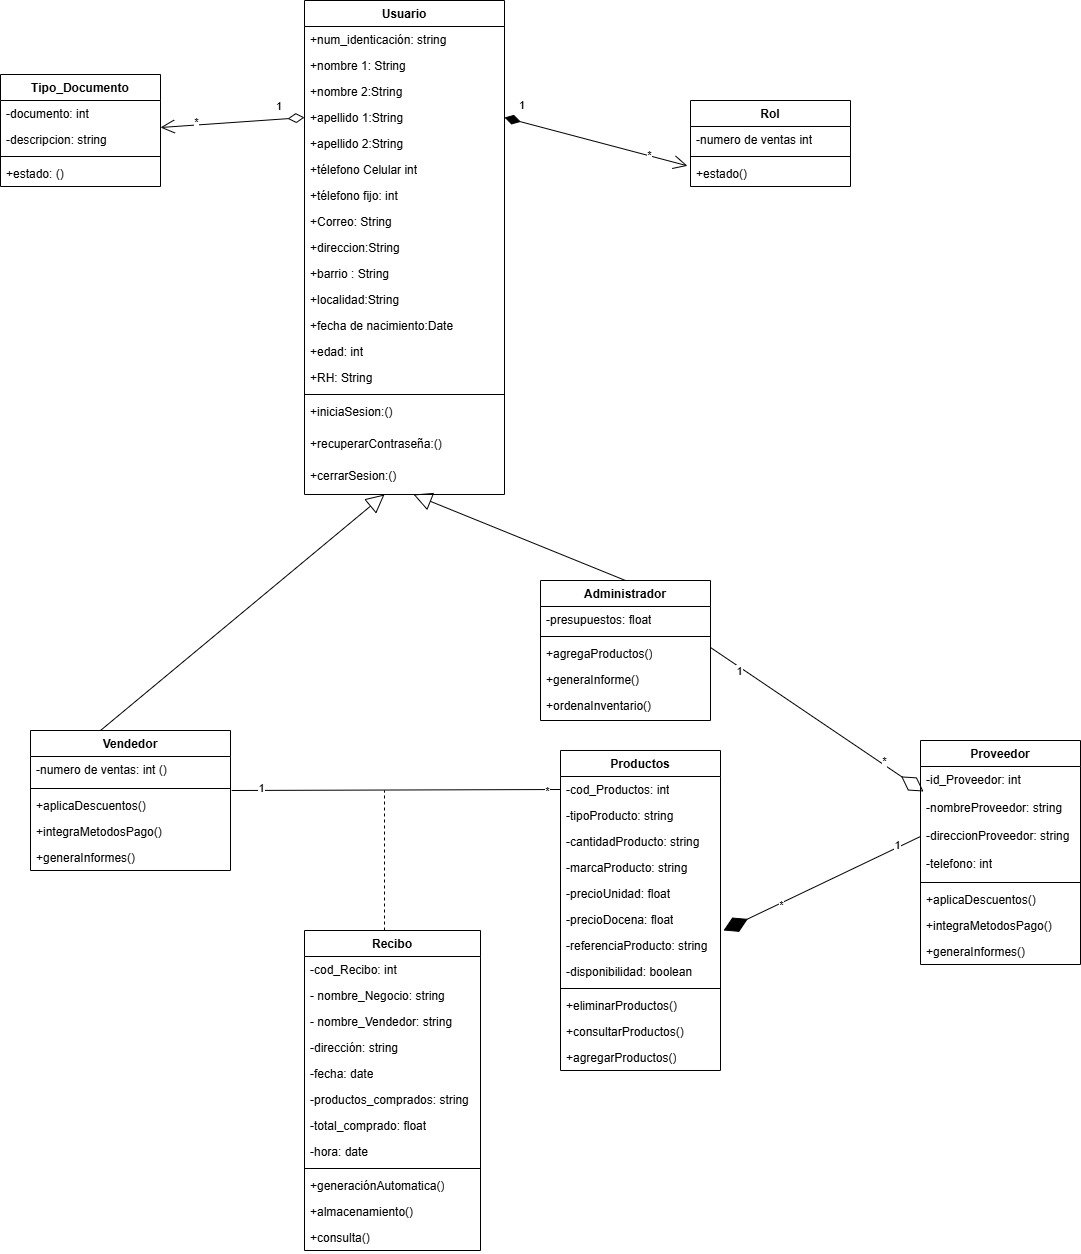 Usuario
+num_identicación: string
+nombre 1: String
+nombre 2:String
+apellido 1:String
+apellido 2:String
+télefono Celular int
+télefono fijo: int
+Correo: String
+direccion:String
+barrio : String
+localidad:String
+fecha de nacimiento:Date
+edad: int
+RH: String
+iniciaSesion:()
+recuperarContraseña:()
+cerrarSesion:()
Tipo_Documento
-documento: int
-descripcion: string
+estado: ()
*
1
1
*
Rol
-numero de ventas int
+estado()
Administrador
-presupuestos: float
+agregaProductos()
+generaInforme()
+ordenaInventario()
1
*
Vendedor
-numero de ventas: int ()
+aplicaDescuentos()
+integraMetodosPago()
+generaInformes()
1
*
Productos
-cod_Productos: int
-tipoProducto: string
-cantidadProducto: string
-marcaProducto: string
-precioUnidad: float
-precioDocena: float
-referenciaProducto: string
-disponibilidad: boolean
+eliminarProductos()
+consultarProductos()
+agregarProductos()
Proveedor
-id_Proveedor: int
-nombreProveedor: string
-direccionProveedor: string
-telefono: int
+aplicaDescuentos()
+integraMetodosPago()
+generaInformes()
1
*
Recibo
-cod_Recibo: int
- nombre_Negocio: string
- nombre_Vendedor: string
-dirección: string
-fecha: date
-productos_comprados: string
-total_comprado: float
-hora: date
+generaciónAutomatica()
+almacenamiento()
+consulta()